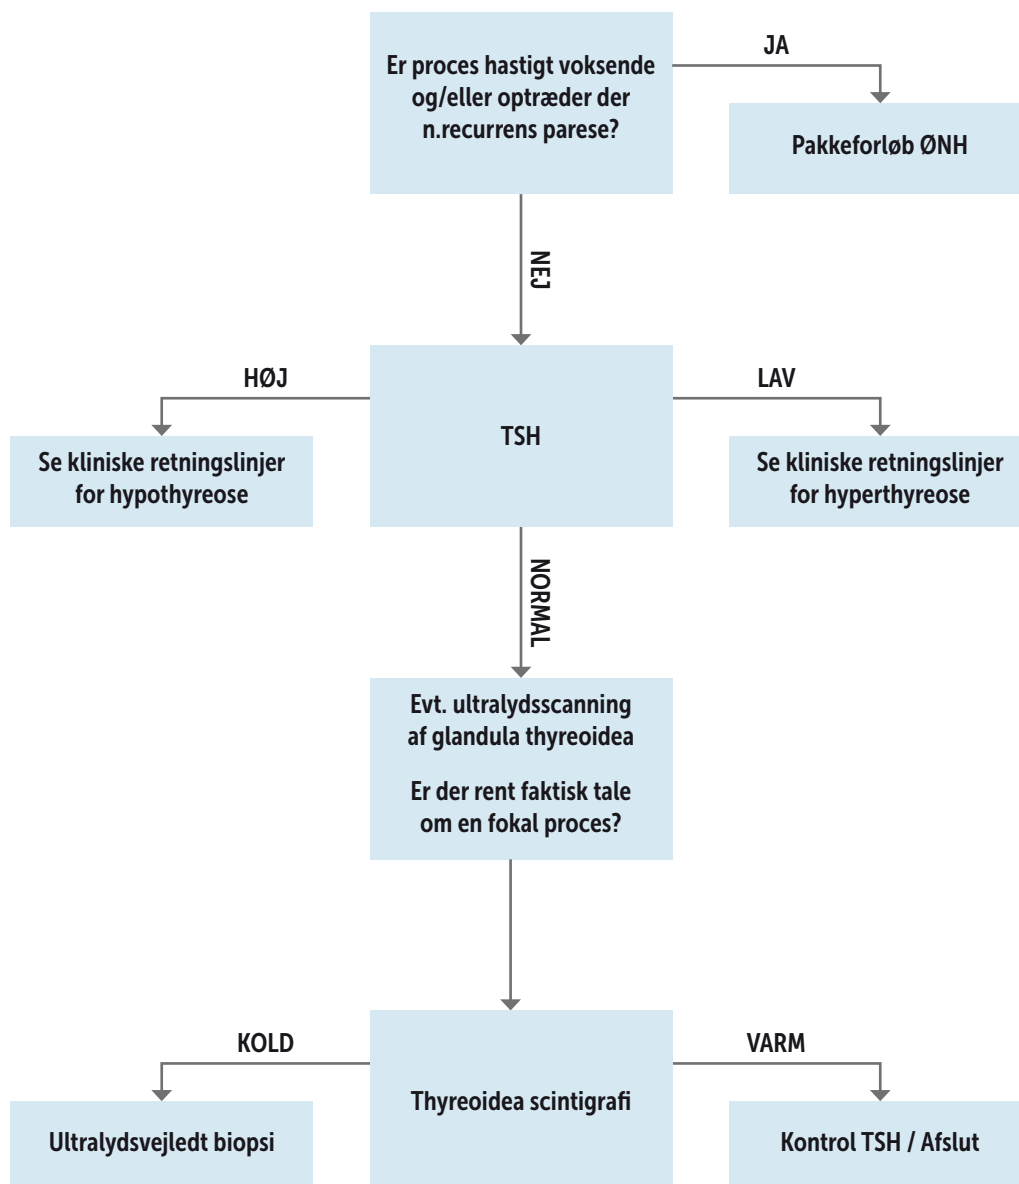 Er proces hastigt voksende
og/eller optræder der
n.recurrens parese?
JA
Pakkeforløb ØNH
NEJ
HØJ
LAV
TSH
Se kliniske retningslinjer
for hypothyreose
Se kliniske retningslinjer
for hyperthyreose
NORMAL
Evt. ultralydsscanning
af glandula thyreoidea
Er der rent faktisk tale
om en fokal proces?
KOLD
VARM
Thyreoidea scintigrafi
Ultralydsvejledt biopsi
Kontrol TSH / Afslut